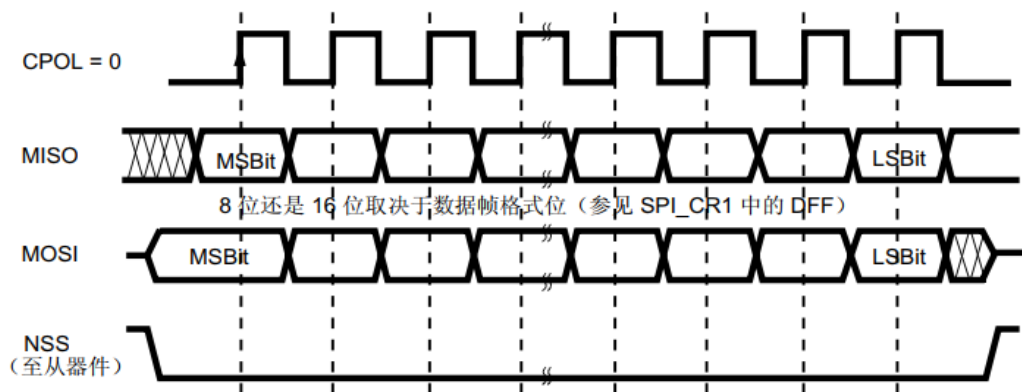 CPOL = 0
MISO
MSBit
LSBit
8 位还是 16 位取决于数据帧格式位（参见 SPI_CR1 中的 DFF）
MOSI
MSBit
LSBit
NSS
（至从器件）